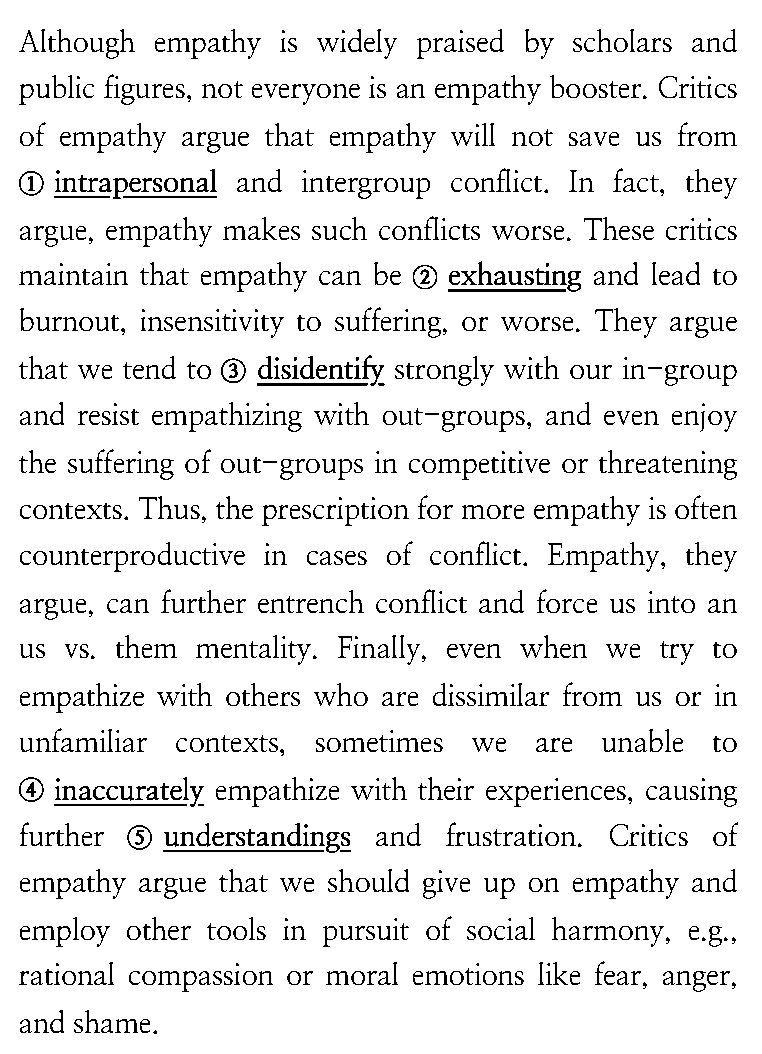 Although empathy is widely praised by scholars and
public figures, not everyone is an empathy booster. Critics
of empathy argue that empathy will not save us from
① intrapersonal and intergroup conflict. In fact, they
argue, empathy makes such conflicts worse. These critics
maintain that empathy can be ② exhausting and lead to
burnout, insensitivity to suffering, or worse. They argue
that we tend to ③ disidentify strongly with our in-group
and resist empathizing with out-groups, and even enjoy
the suffering of out-groups in competitive or threatening
contexts. Thus, the prescription for more empathy is often
counterproductive in cases of conflict. Empathy, they
argue, can further entrench conflict and force us into an
us vs. them mentality. Finally, even when we try to
empathize with others who are dissimilar from us or in
unfamiliar contexts, sometimes we are unable to
④ inaccurately empathize with their experiences, causing
further ⑤ understandings and frustration. Critics of
empathy argue that we should give up on empathy and
employ other tools in pursuit of social harmony, e.g.,
rational compassion or moral emotions like fear, anger,
and shame.